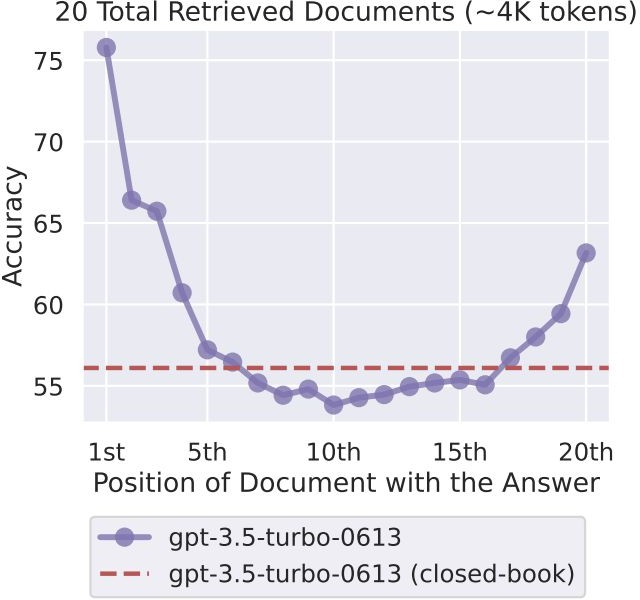 20 Total Retrieved Documents (~4K tokens)
75
70
65
60
55
Accuracy
1st 5th 10th 15th 20th
Position of Document with the Answer
gpt-3.5-turbo-0613
gpt-3.5-turbo-0613 (closed-book)